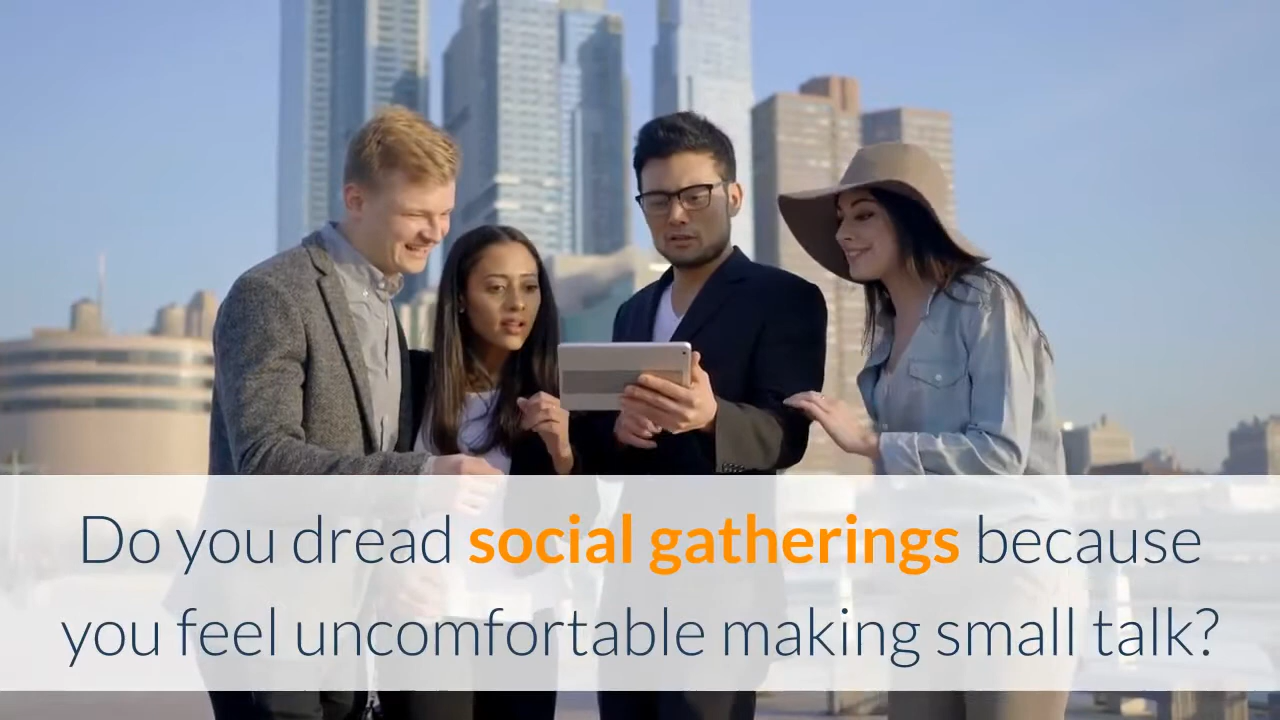 Do you dread social gatherings because
you feel uncomfortable making small talk?